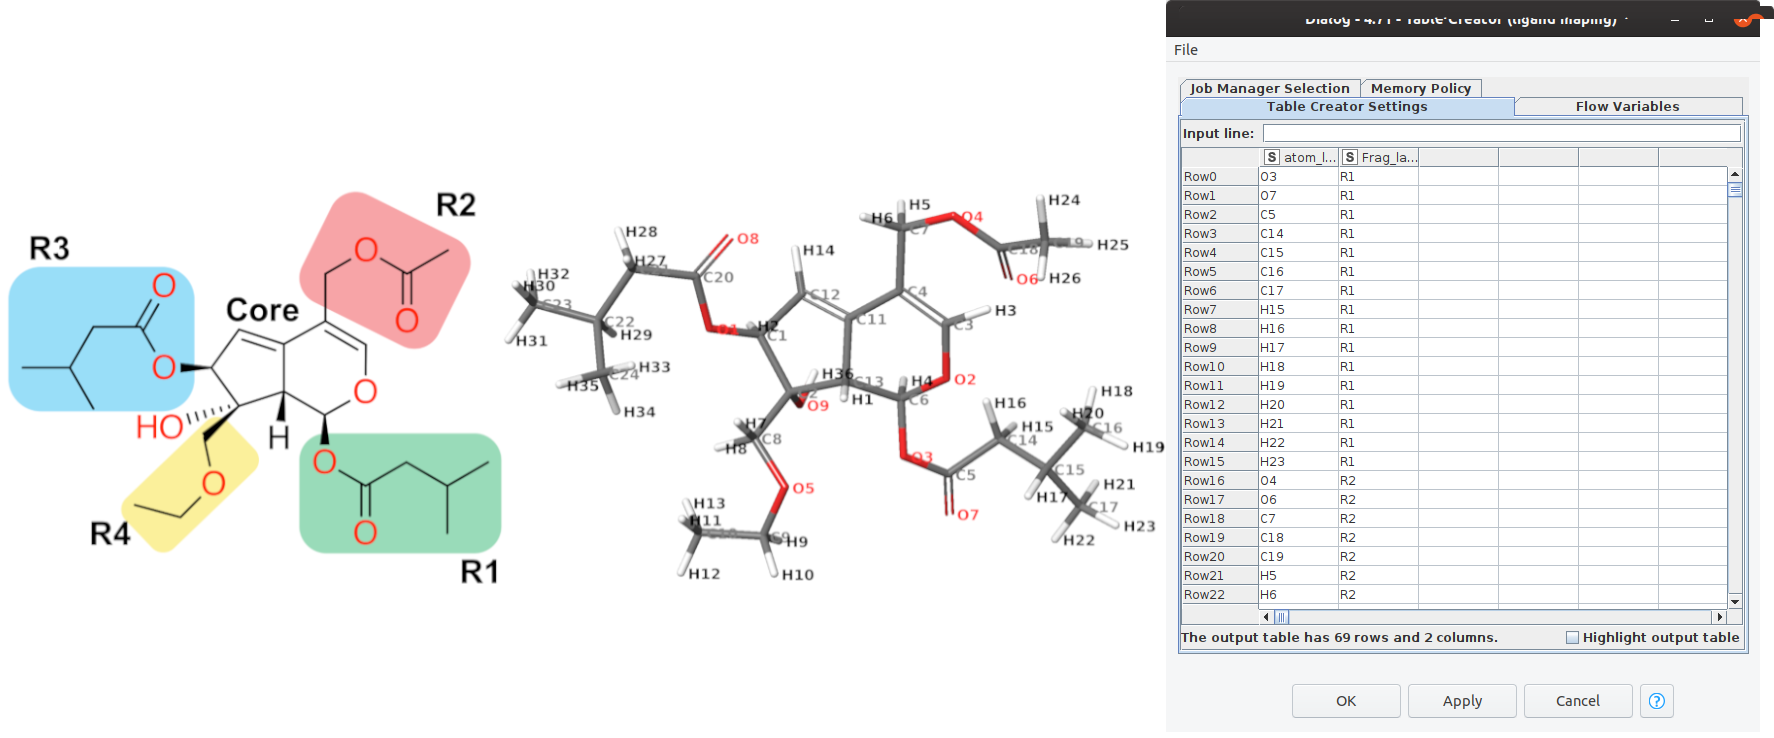 R2
R3
O
O
O
Core
O
O
HO
H
O
O
R4
O
R1
H24
H5
H6
O4
C7
H28
O8
H25
H14
C18
H27
H32
C20
O6
H26
H30
C12
C4
C23
H3
C22
H2
C11
C3
H29
C1
H31
H33
H36
C13
H4
O2
C24
H35
H18
H1
C6
O9
H34
H16
H20
H7
H15
C16
C8
C14
H8
H19
O3
C15
C5
H21
O5
H17
H13
C17
O7
H11
H23
H9
H22
H12
H10
Dialog - 4:71 - Table Creator (ligand maping)
File
Job Manager Selection Memory Policy
Table Creator Settings Flow Variables
Input line:
S atom_l... S Frag_la...
Row0 O3 R1
Row1 O7 R1
Row2 C5 R1
Row3 C14 R1
Row4 C15 R1
Row5 C16 R1
Row6 C17 R1
Row7 H15 R1
Row8 H16 R1
Row9 H17 R1
Row10 H18 R1
Row11 H19 R1
Row12 H20 R1
Row13 H21 R1
Row14 H22 R1
Row15 H23 R1
Row16 O4 R2
Row17 O6 R2
Row18 C7 R2
Row19 C18 R2
Row20 C19 R2
Row21 H5 R2
Row22 H6 R2
The output table has 69 rows and 2 columns. Highlight output table
OK Apply Cancel ?